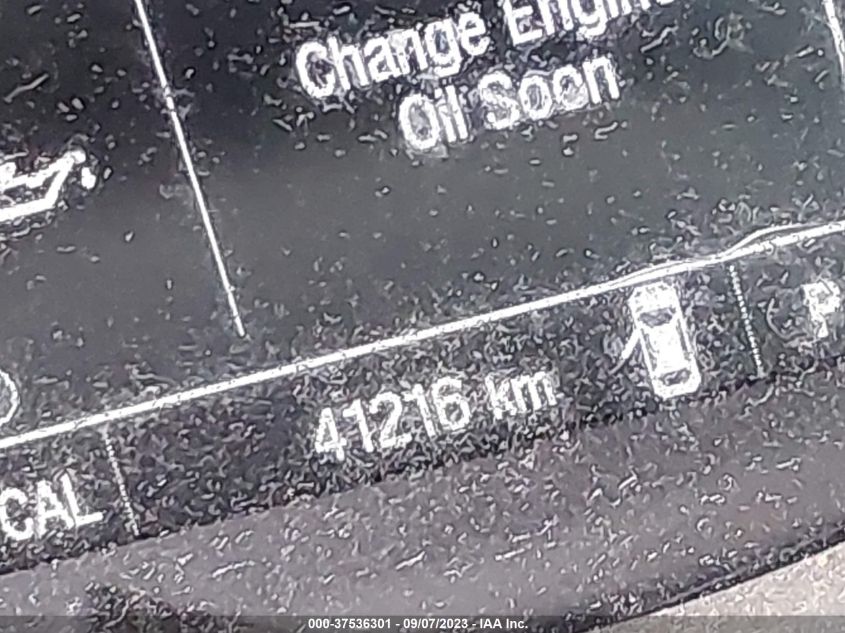 Change Engine
Oil Soon
41216 km
P
CAL
000-37536301 - 09/07/2023 - IAA Inc.